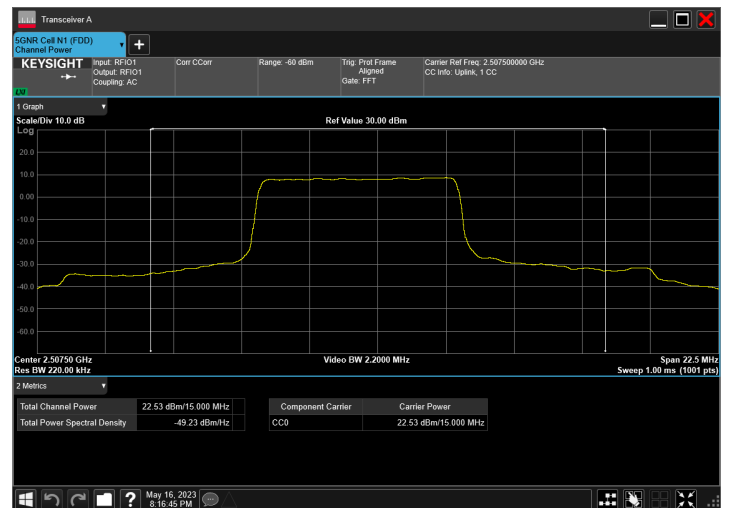 Transceiver A
5GNR Cell N1 (FDD)
Channel Power
+
KEYSIGHT
LXI
Input: RFIO1
Output: RFIO1
Coupling: AC
Corr CCorr
Range: -60 dBm
Trig: Prot Frame
Aligned
Gate: FFT
Carrier Ref Freq: 2.507500000 GHz
CC Info: Uplink, 1 CC
1 Graph
Scale/Div 10.0 dB
Ref Value 30.00 dBm
Log
20.0
10.0
0.00
-10.0
-20.0
-30.0
-40.0
-50.0
-60.0
Center 2.50750 GHz
Video BW 2.2000 MHz
Span 22.5 MHz
Res BW 220.00 kHz
Sweep 1.00 ms (1001 pts)
2 Metrics
Total Channel Power 22.53 dBm/15.000 MHz
Total Power Spectral Density -49.23 dBm/Hz
Component Carrier Carrier Power
CC0 22.53 dBm/15.000 MHz
?
May 16, 2023
8:16:45 PM